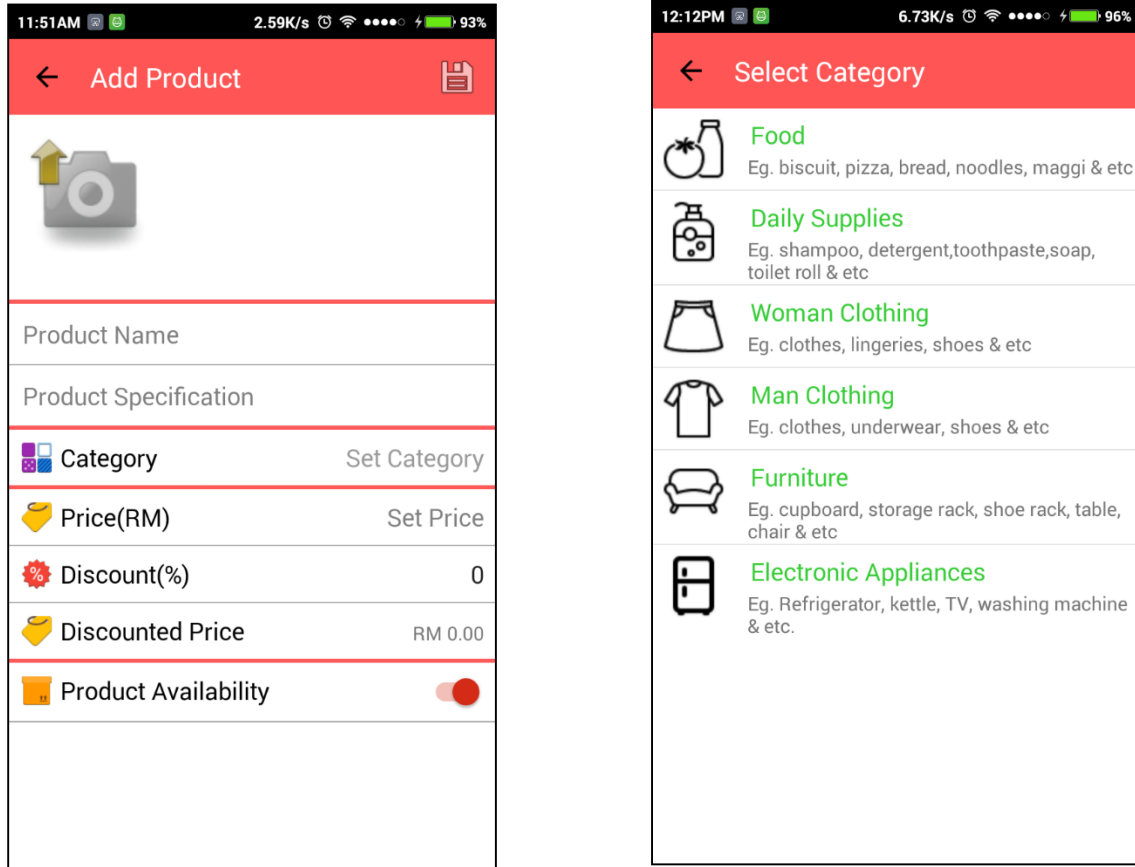 11:51AM 2.59K/s 93%
Add Product
Product Name
Product Specification
Category Set Category
Price(RM) Set Price
% Discount(%) 0
Discounted Price RM 0.00
Product Availability
12:12PM 6.73K/s 96%
Select Category
Food
Eg. biscuit, pizza, bread, noodles, maggi & etc
Daily Supplies
Eg. shampoo, detergent,toothpaste,soap,
toilet roll & etc
Woman Clothing
Eg. clothes, lingeries, shoes & etc
Man Clothing
Eg. clothes, underwear, shoes & etc
Furniture
Eg. cupboard, storage rack, shoe rack, table,
chair & etc
Electronic Appliances
Eg. Refrigerator, kettle, TV, washing machine
& etc.